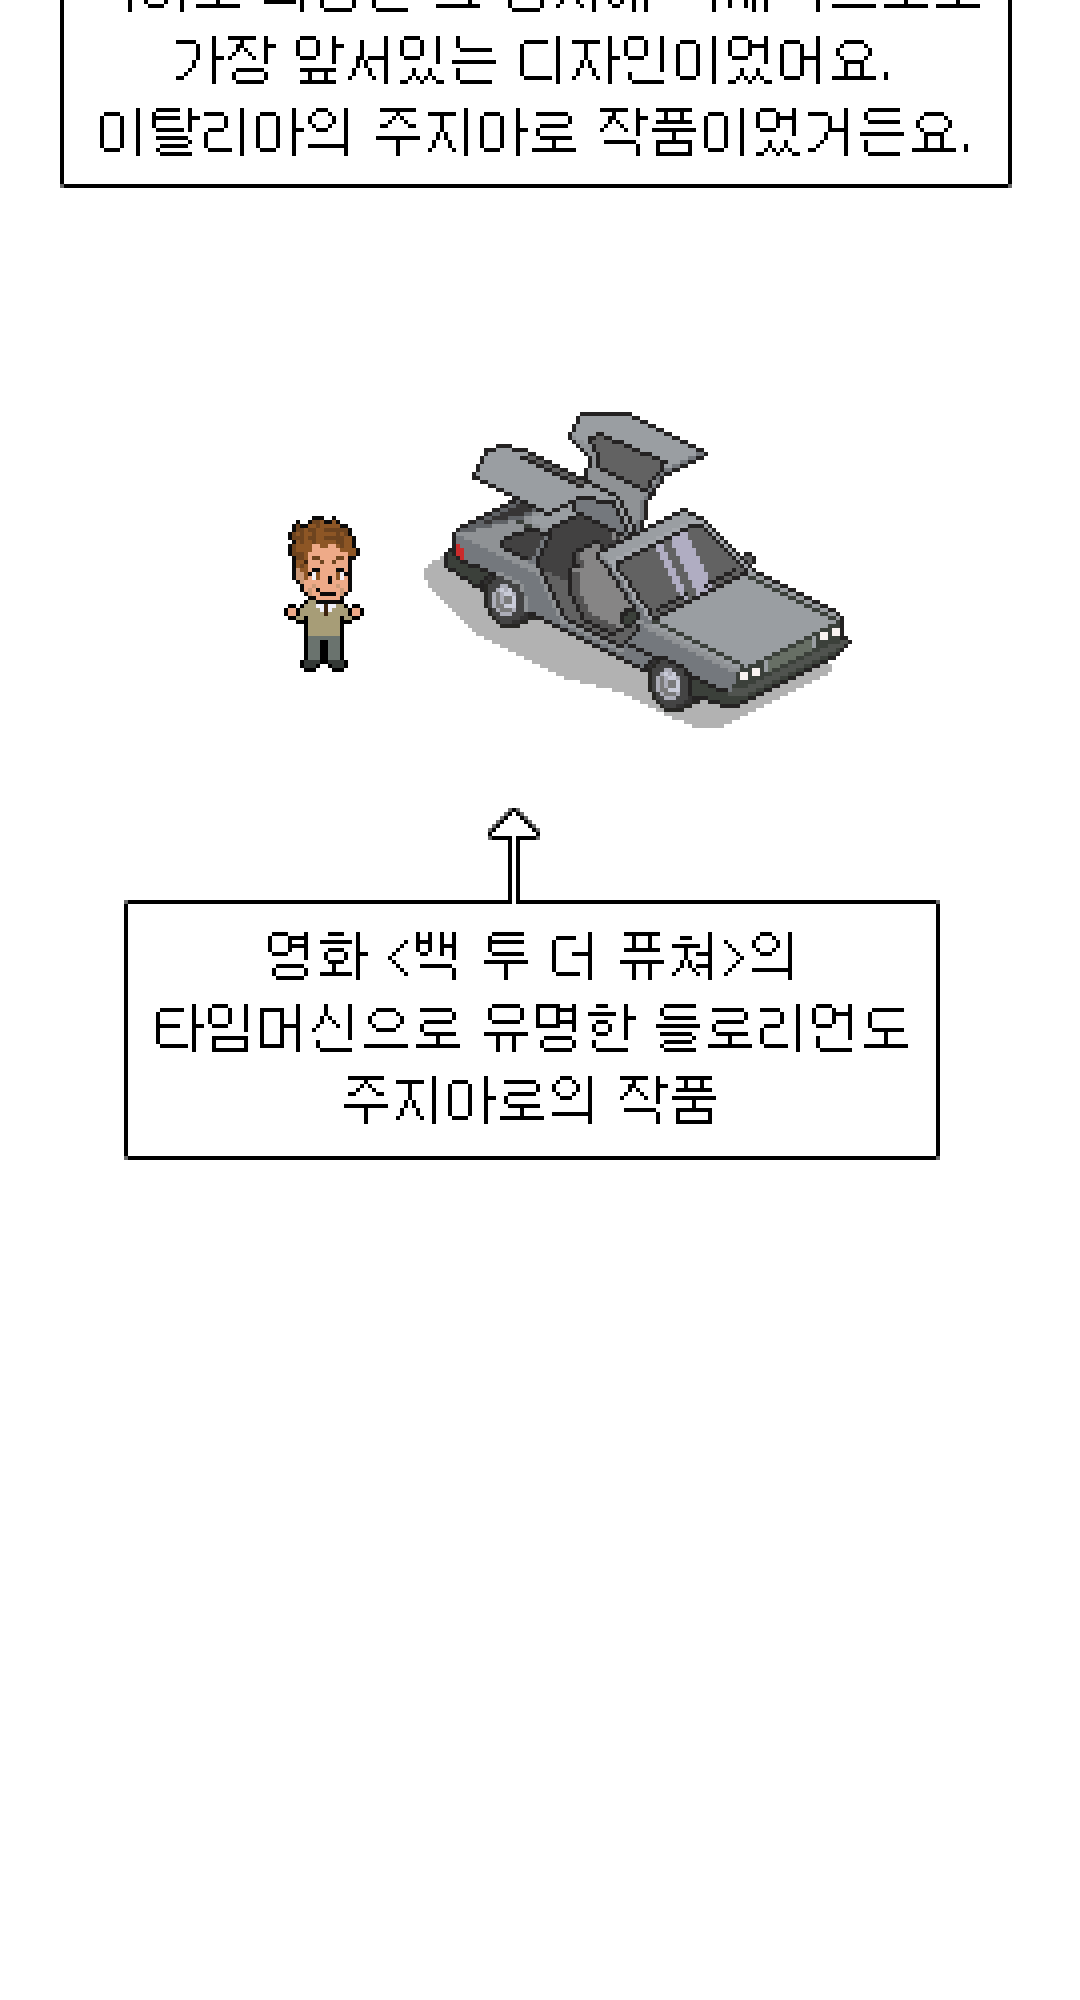 가장 앞서있는 디자인이었어요.
이탈리아의 주지아로 작품이었거든요.
영화 <백 투 더 퓨쳐>의
타임머신으로 유명한 들로리언도
주지아로의 작품